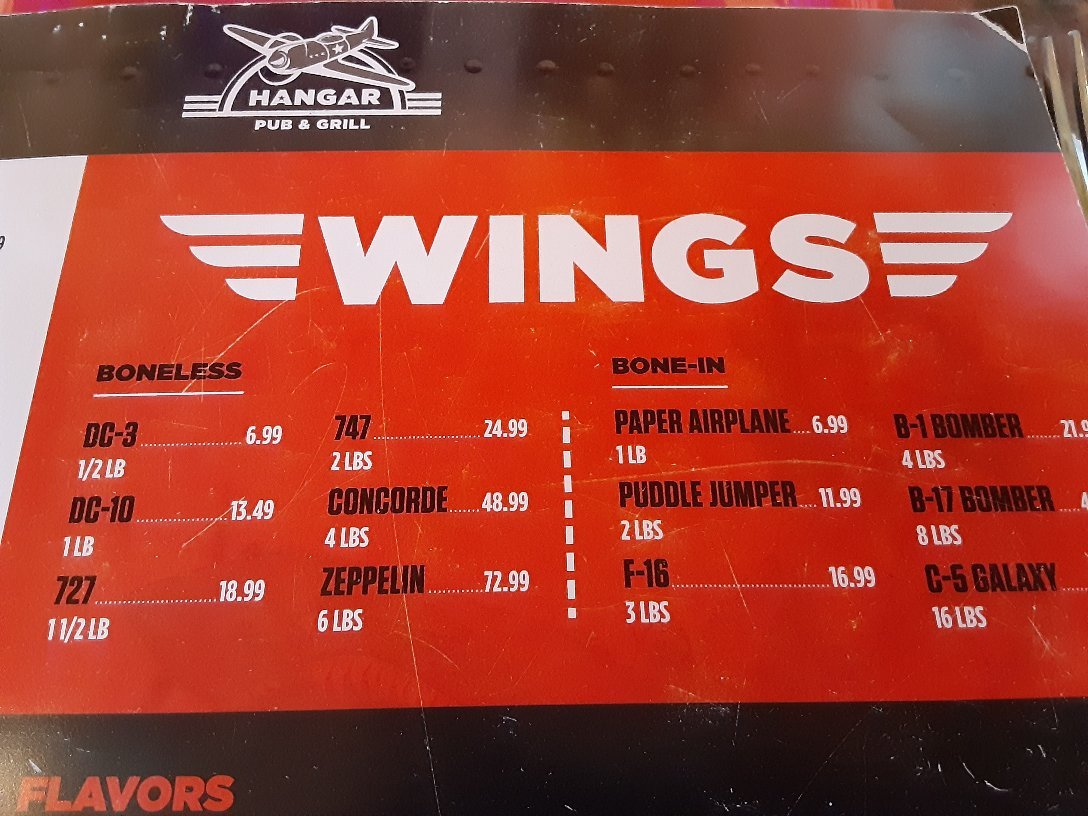 HANGAR
PUB & GRILL
WINGS
BONELESS
DC-3 6.99
1/2 LB
DC-10 13.49
1 LB
727 18.99
1 1/2 LB
747 24.99
2 LBS
CONCORDE 48.99
4 LBS
ZEPPELIN 72.99
6 LBS
BONE-IN
PAPER AIRPLANE 6.99
1 LB
PUDDLE JUMPER 11.99
2 LBS
F-16 16.99
3 LBS
B-1 BOMBER 21.9
4 LBS
B-17 BOMBER
8 LBS
C-5 GALAXY
16 LBS
FLAVORS